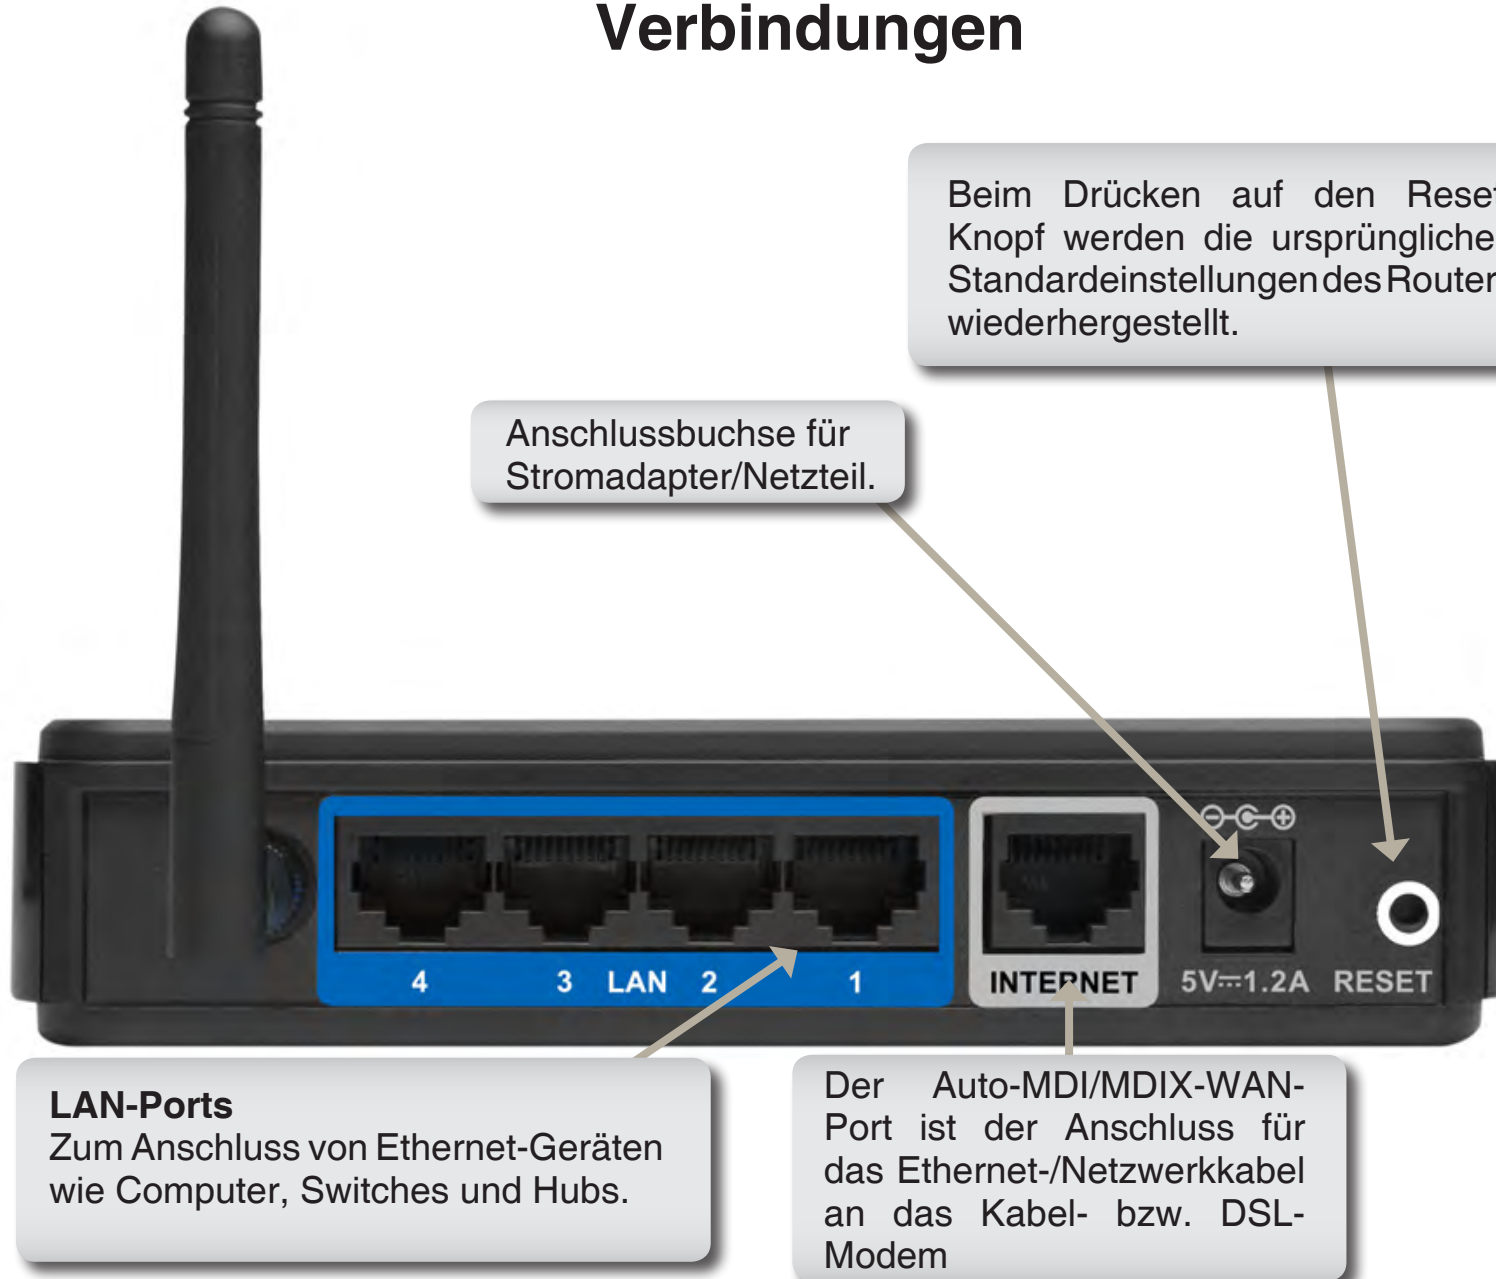 Verbindungen
Beim Drücken auf den Reset
Knopf werden die ursprüngliche
Standardeinstellungen des Router
wiederhergestellt.
Anschlussbuchse für
Stromadapter/Netzteil.
4 3 LAN 2 1
INTERNET
5V⎓1.2A
RESET
LAN-Ports
Zum Anschluss von Ethernet-Geräten
wie Computer, Switches und Hubs.
Der Auto-MDI/MDIX-WAN-
Port ist der Anschluss für
das Ethernet-/Netzwerkkabel
an das Kabel- bzw. DSL-
Modem